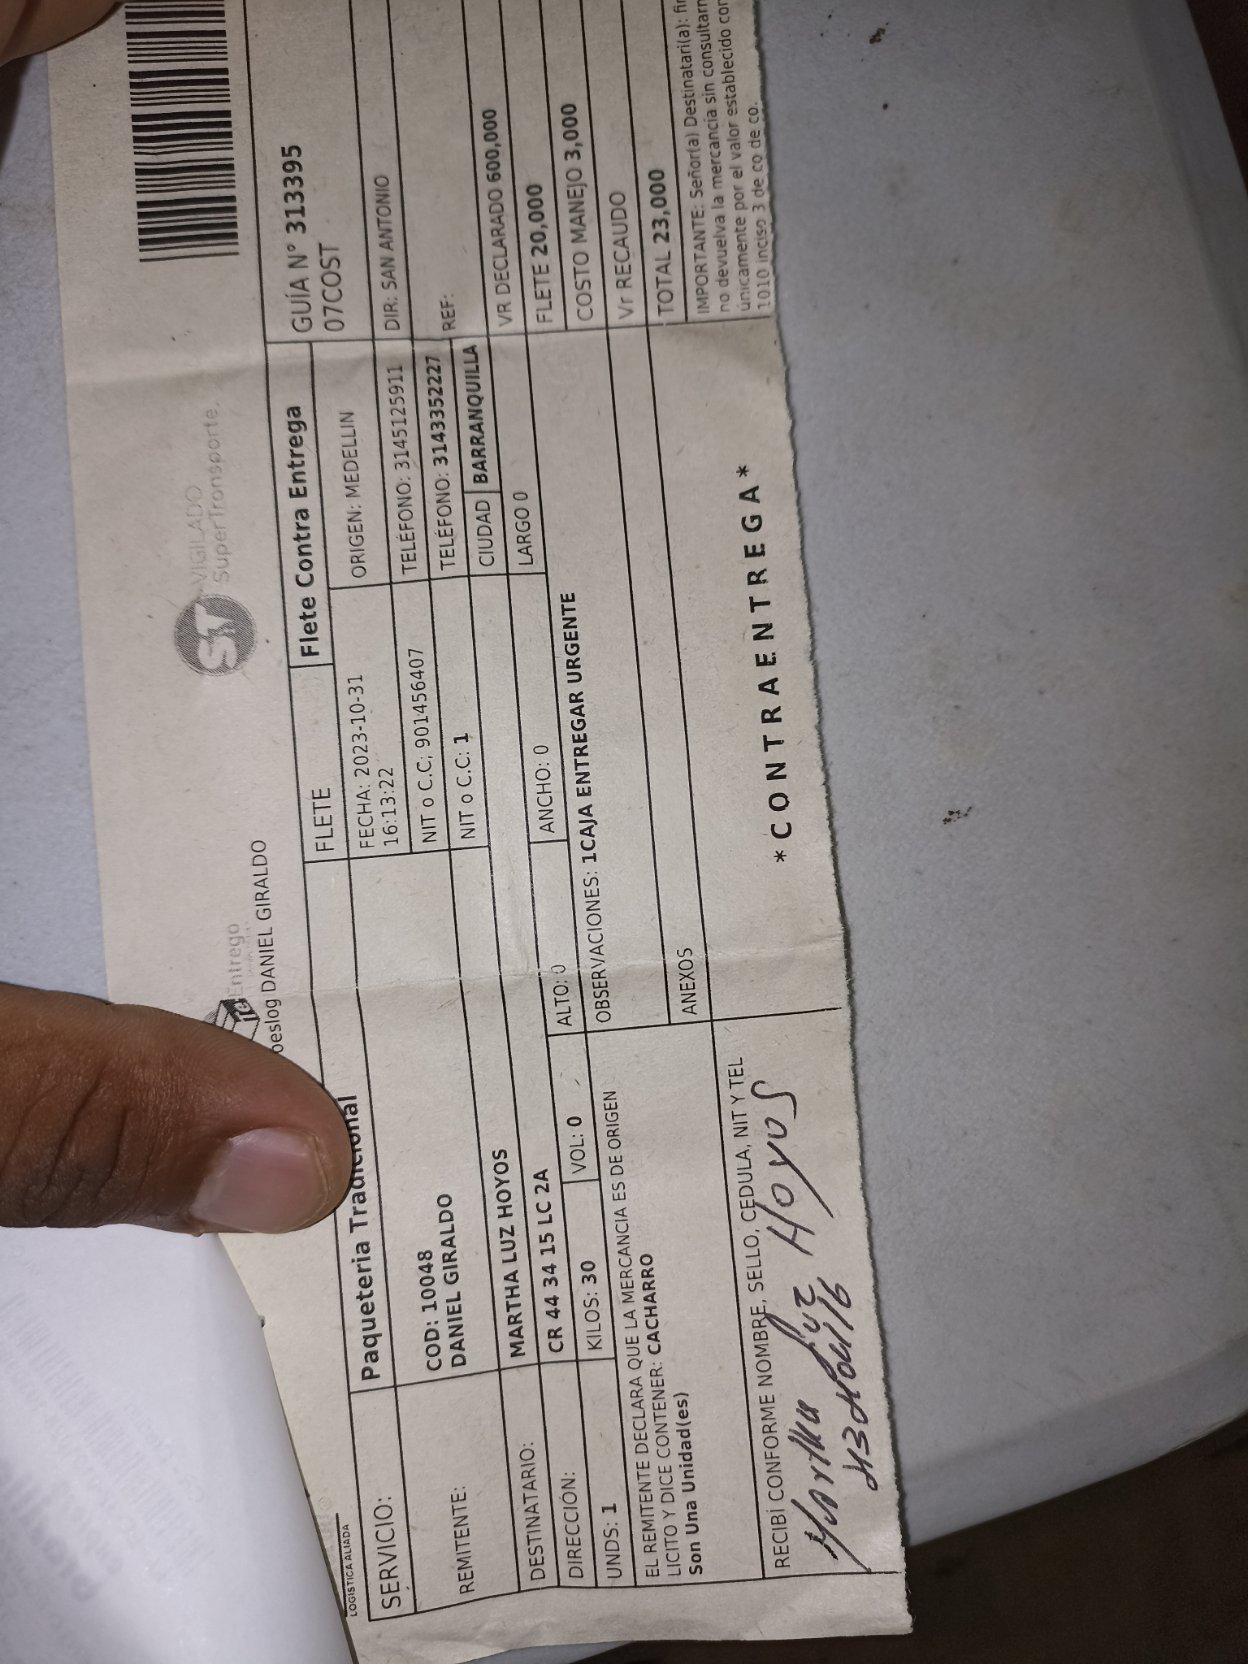 Entrego
VIGILADO
SuperTransporte.
oeslog DANIEL GIRALDO
LOGISTICA ALIADA
FLETE
Flete Contra Entrega
GUÍA N° 313395
07COST
SERVICIO:
Paqueteria Tradicional
FECHA: 2023-10-31
16:13:22
ORIGEN: MEDELLIN
REMITENTE:
COD: 10048
DANIEL GIRALDO
NIT o C.C; 901456407
TELÉFONO: 3145125911
DIR: SAN ANTONIO
DESTINATARIO:
MARTHA LUZ HOYOS
NIT o C.C: 1
TELÉFONO: 3143352227
REF:
DIRECCIÓN:
CR 44 34 15 LC 2A
CIUDAD
BARRANQUILLA
VR DECLARADO 600,000
UNDS: 1
KILOS: 30
VOL: 0
ALTO: 0
ANCHO: 0
LARGO 0
FLETE 20,000
COSTO MANEJO 3,000
EL REMITENTE DECLARA QUE LA MERCANCIA ES DE ORIGEN
LICITO Y DICE CONTENER: CACHARRO
Son Una Unidad(es)
OBSERVACIONES: 1CAJA ENTREGAR URGENTE
Vr RECAUDO
ANEXOS
TOTAL 23,000
RECIBÍ CONFORME NOMBRE, SELLO, CEDULA, NIT Y TEL
Martha Luz Hoyos
*CONTRAENTREGA*
IMPORTANTE: Señor(a) Destinatari(a):
no devuelva la mercancia sin
únicamente por el valor establecido
1010 inciso 3 de co de co.